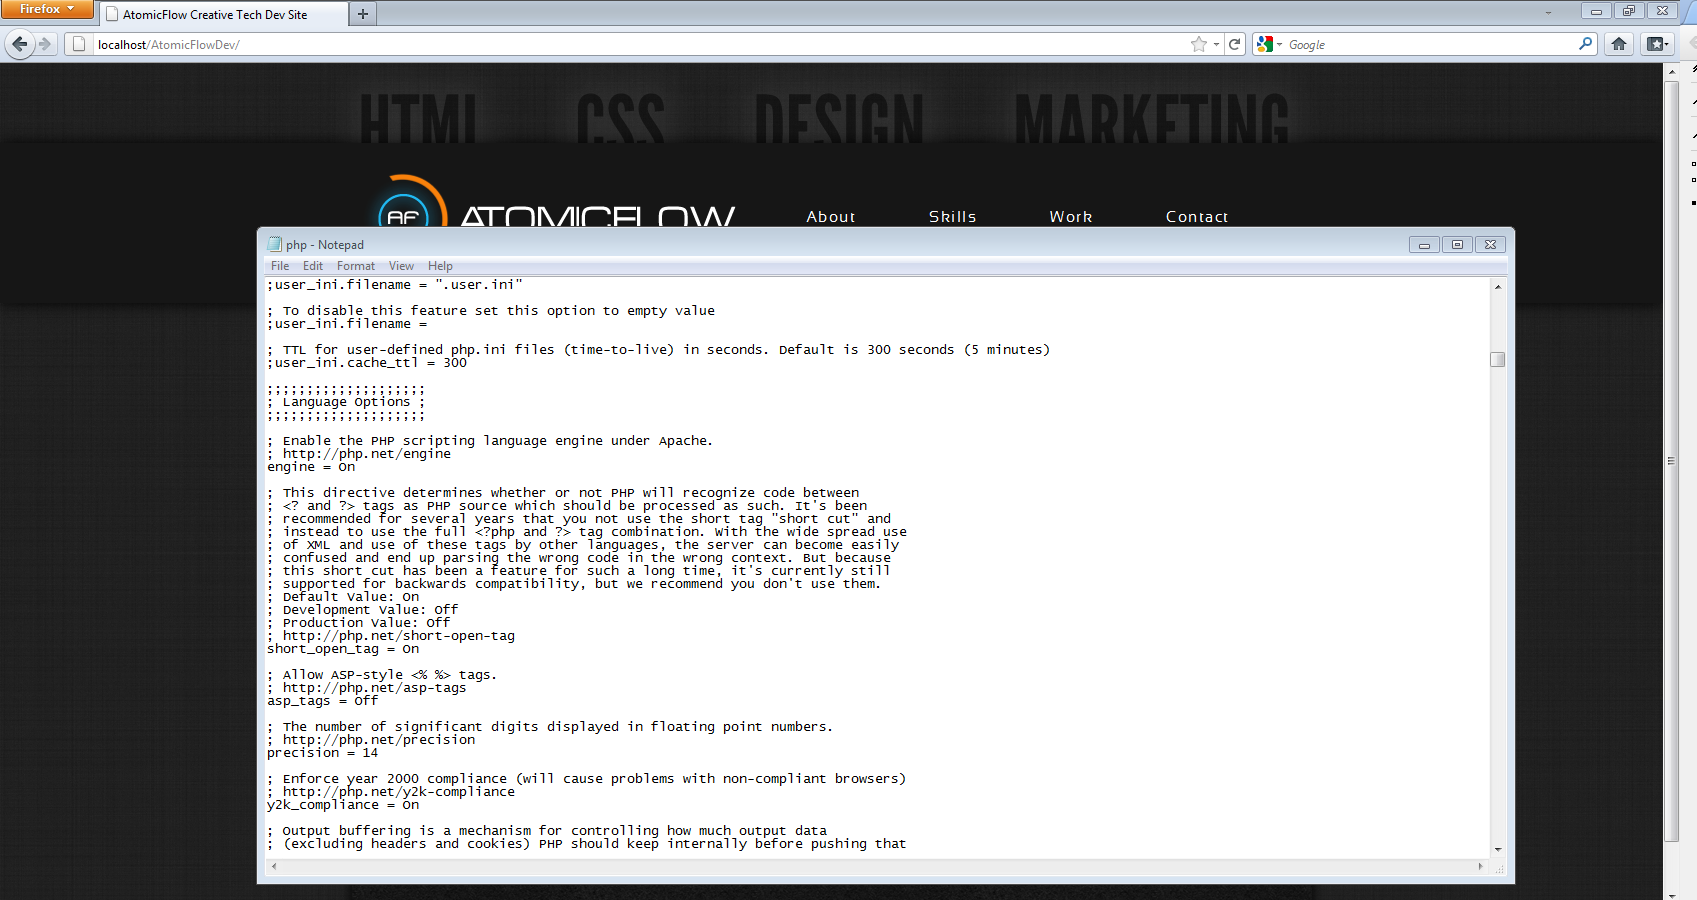 Firefox
AtomicFlow Creative Tech Dev Site
localhost/AtomicFlowDev/
Google
HTML CSS DESIGN MARKETING
AF ATOMICFLOW About Skills Work Contact
php - Notepad
File Edit Format View Help
;user_ini.filename = ".user.ini"
; To disable this feature set this option to empty value
;user_ini.filename =
; TTL for user-defined php.ini files (time-to-live) in seconds. Default is 300 seconds (5 minutes)
;user_ini.cache_ttl = 300
;;;;;;;;;;;;;;;;;;;;
; Language Options ;
;;;;;;;;;;;;;;;;;;;;
; Enable the PHP scripting language engine under Apache.
; http://php.net/engine
engine = On
; This directive determines whether or not PHP will recognize code between
; <? and ?> tags as PHP source which should be processed as such. It's been
; recommended for several years that you not use the short tag "short cut" and
; instead to use the full <?php and ?> tag combination. With the wide spread use
; of XML and use of these tags by other languages, the server can become easily
; confused and end up parsing the wrong code in the wrong context. But because
; this short cut has been a feature for such a long time, it's currently still
; supported for backwards compatibility, but we recommend you don't use them.
; Default Value: On
; Development Value: Off
; Production Value: Off
; http://php.net/short-open-tag
short_open_tag = On
; Allow ASP-style <% %> tags.
; http://php.net/asp-tags
asp_tags = Off
; The number of significant digits displayed in floating point numbers.
; http://php.net/precision
precision = 14
; Enforce year 2000 compliance (will cause problems with non-compliant browsers)
; http://php.net/y2k-compliance
y2k_compliance = On
; Output buffering is a mechanism for controlling how much output data
; (excluding headers and cookies) PHP should keep internally before pushing that